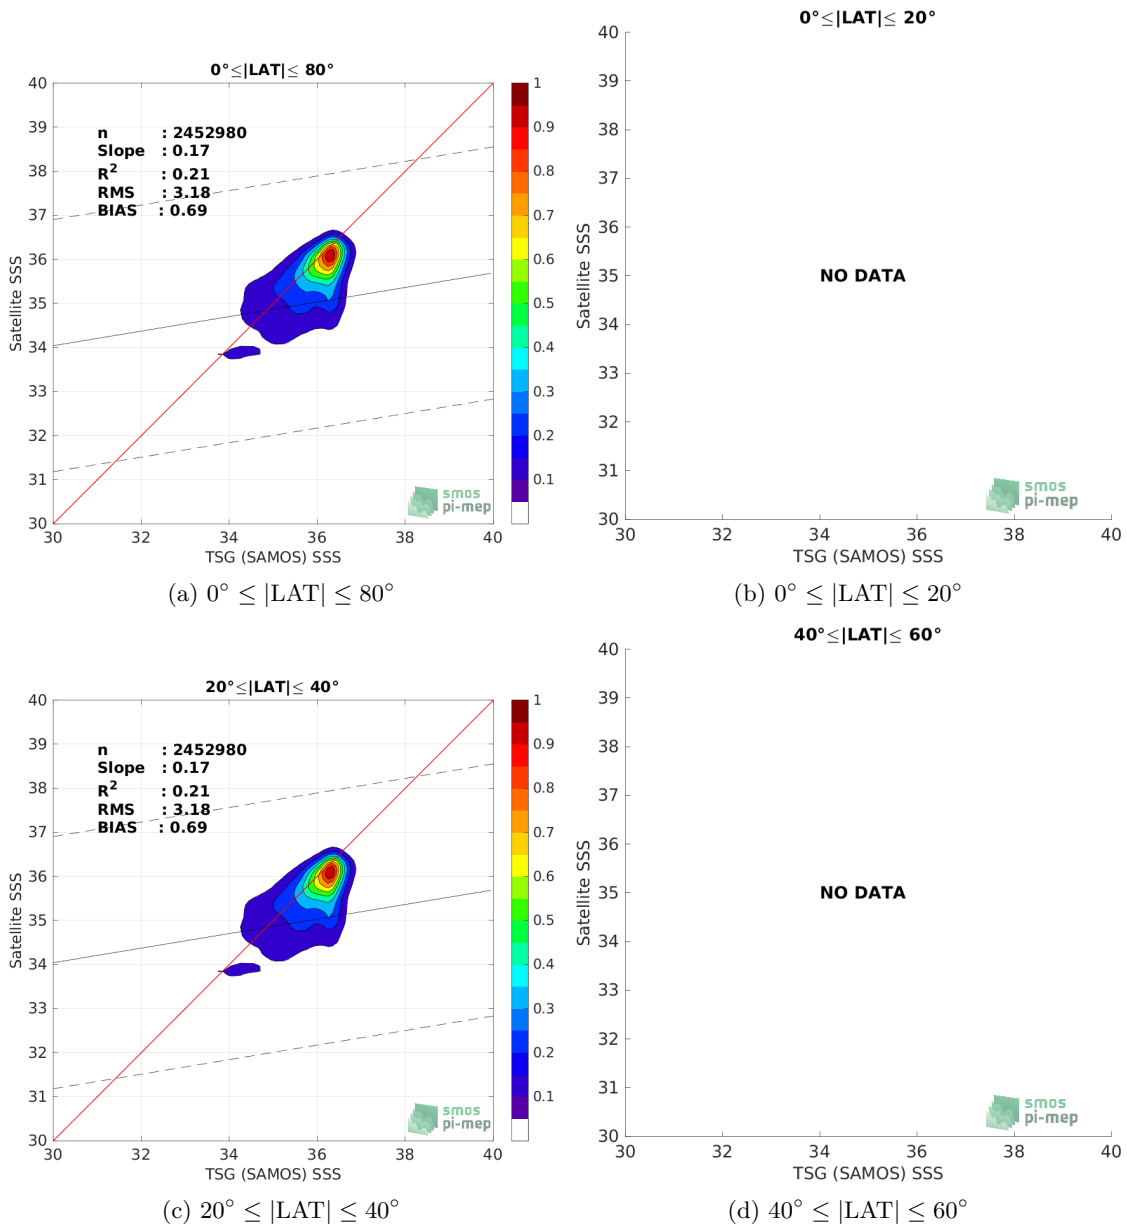 0°≤|LAT|≤ 80°
40
39
38
37
36
35
34
33
32
31
30
Satellite SSS
n : 2452980
Slope : 0.17
R² : 0.21
RMS : 3.18
BIAS : 0.69
1
0.9
0.8
0.7
0.6
0.5
0.4
0.3
0.2
0.1
smos
pi-mep
30 32 34 36 38 40
TSG (SAMOS) SSS
(a) 0° ≤ |LAT| ≤ 80°
0°≤|LAT|≤ 20°
40
39
38
37
36
35
34
33
32
31
30
Satellite SSS
NO DATA
smos
pi-mep
30 32 34 36 38 40
TSG (SAMOS) SSS
(b) 0° ≤ |LAT| ≤ 20°
20°≤|LAT|≤ 40°
40
39
38
37
36
35
34
33
32
31
30
Satellite SSS
n : 2452980
Slope : 0.17
R² : 0.21
RMS : 3.18
BIAS : 0.69
1
0.9
0.8
0.7
0.6
0.5
0.4
0.3
0.2
0.1
smos
pi-mep
30 32 34 36 38 40
TSG (SAMOS) SSS
(c) 20° ≤ |LAT| ≤ 40°
40°≤|LAT|≤ 60°
40
39
38
37
36
35
34
33
32
31
30
Satellite SSS
NO DATA
smos
pi-mep
30 32 34 36 38 40
TSG (SAMOS) SSS
(d) 40° ≤ |LAT| ≤ 60°